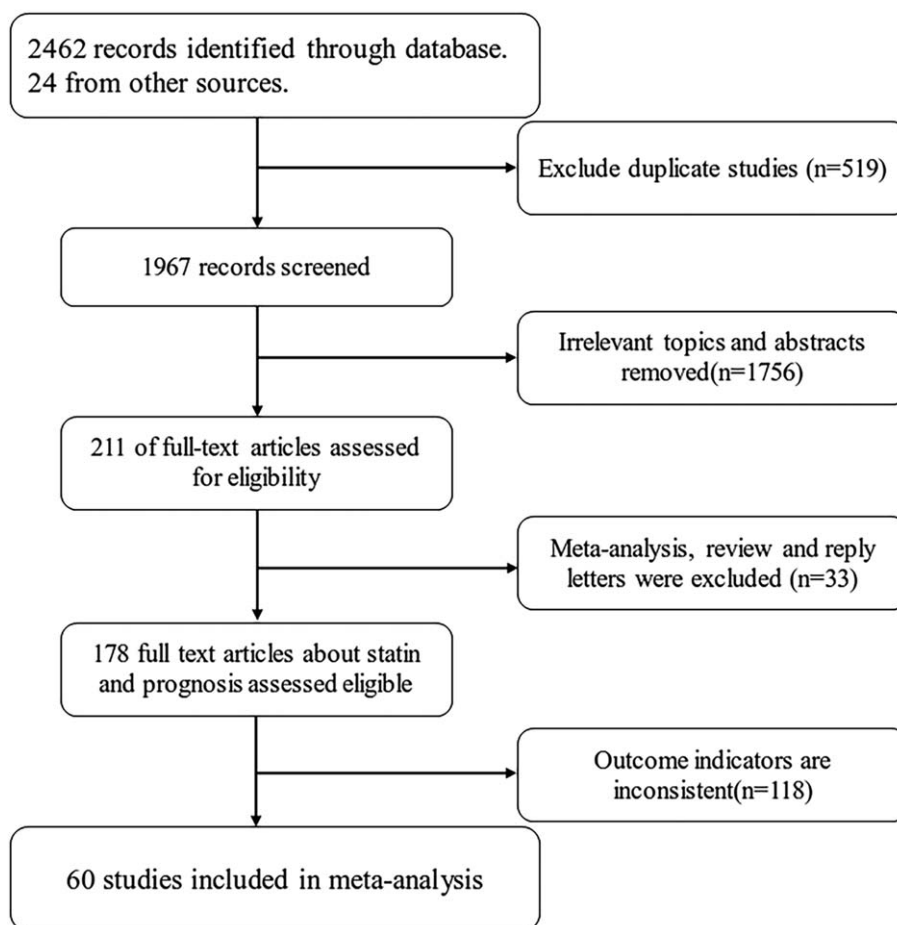 2462 records identified through database.
24 from other sources.
Exclude duplicate studies (n=519)
1967 records screened
Irrelevant topics and abstracts
removed(n=1756)
211 of full-text articles assessed
for eligibility
Meta-analysis, review and reply
letters were excluded (n=33)
178 full text articles about statin
and prognosis assessed eligible
Outcome indicators are
inconsistent(n=118)
60 studies included in meta-analysis